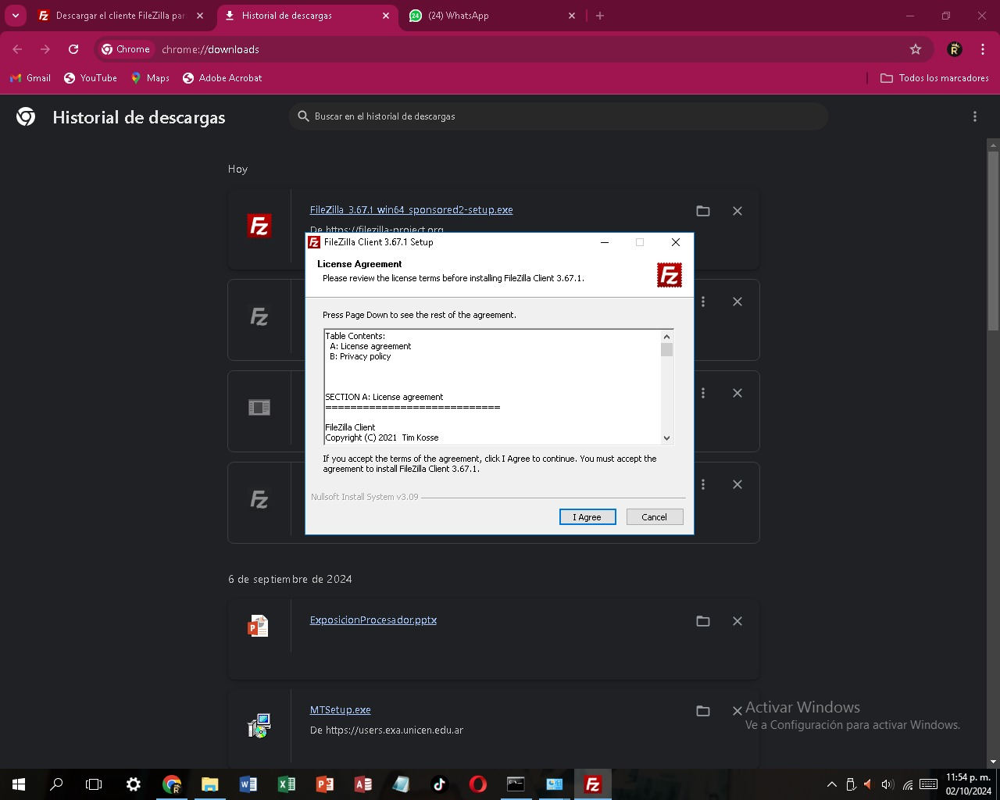 Descargar el cliente FileZilla par
Historial de descargas
(24) WhatsApp
Chrome
chrome://downloads
Gmail
YouTube
Maps
Adobe Acrobat
Todos los marcadores
Historial de descargas
Buscar en el historial de descargas
Hoy
FileZilla_3.67.1_win64_sponsored2-setup.exe
De https://filezilla-project.org
FileZilla Client 3.67.1 Setup
License Agreement
Please review the license terms before installing FileZilla Client 3.67.1.
Press Page Down to see the rest of the agreement.
Table Contents:
A: License agreement
B: Privacy policy
SECTION A: License agreement
============================
FileZilla Client
Copyright (C) 2021  Tim Kosse
If you accept the terms of the agreement, click I Agree to continue. You must accept the
agreement to install FileZilla Client 3.67.1.
Nullsoft Install System v3.09
I Agree
Cancel
6 de septiembre de 2024
ExposicionProcesador.pptx
MTSetup.exe
De https://users.exa.unicen.edu.ar
Activar Windows
Ve a Configuración para activar Windows.
11:54 p. m.
02/10/2024